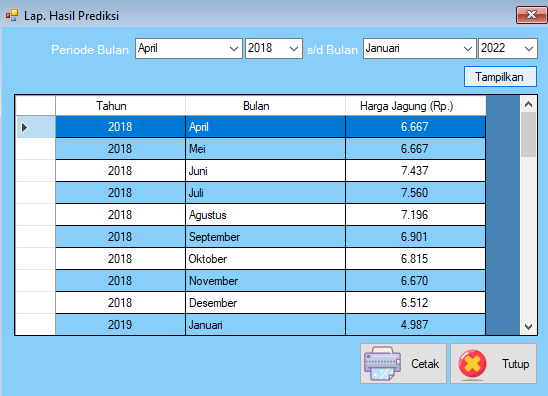 Lap. Hasil Prediksi
Periode Bulan April 2018 s/d Bulan Januari 2022
Tampilkan
Tahun Bulan Harga Jagung (Rp.)
2018 April 6.667
2018 Mei 6.667
2018 Juni 7.437
2018 Juli 7.560
2018 Agustus 7.196
2018 September 6.901
2018 Oktober 6.815
2018 November 6.670
2018 Desember 6.512
2019 Januari 4.987
Cetak Tutup